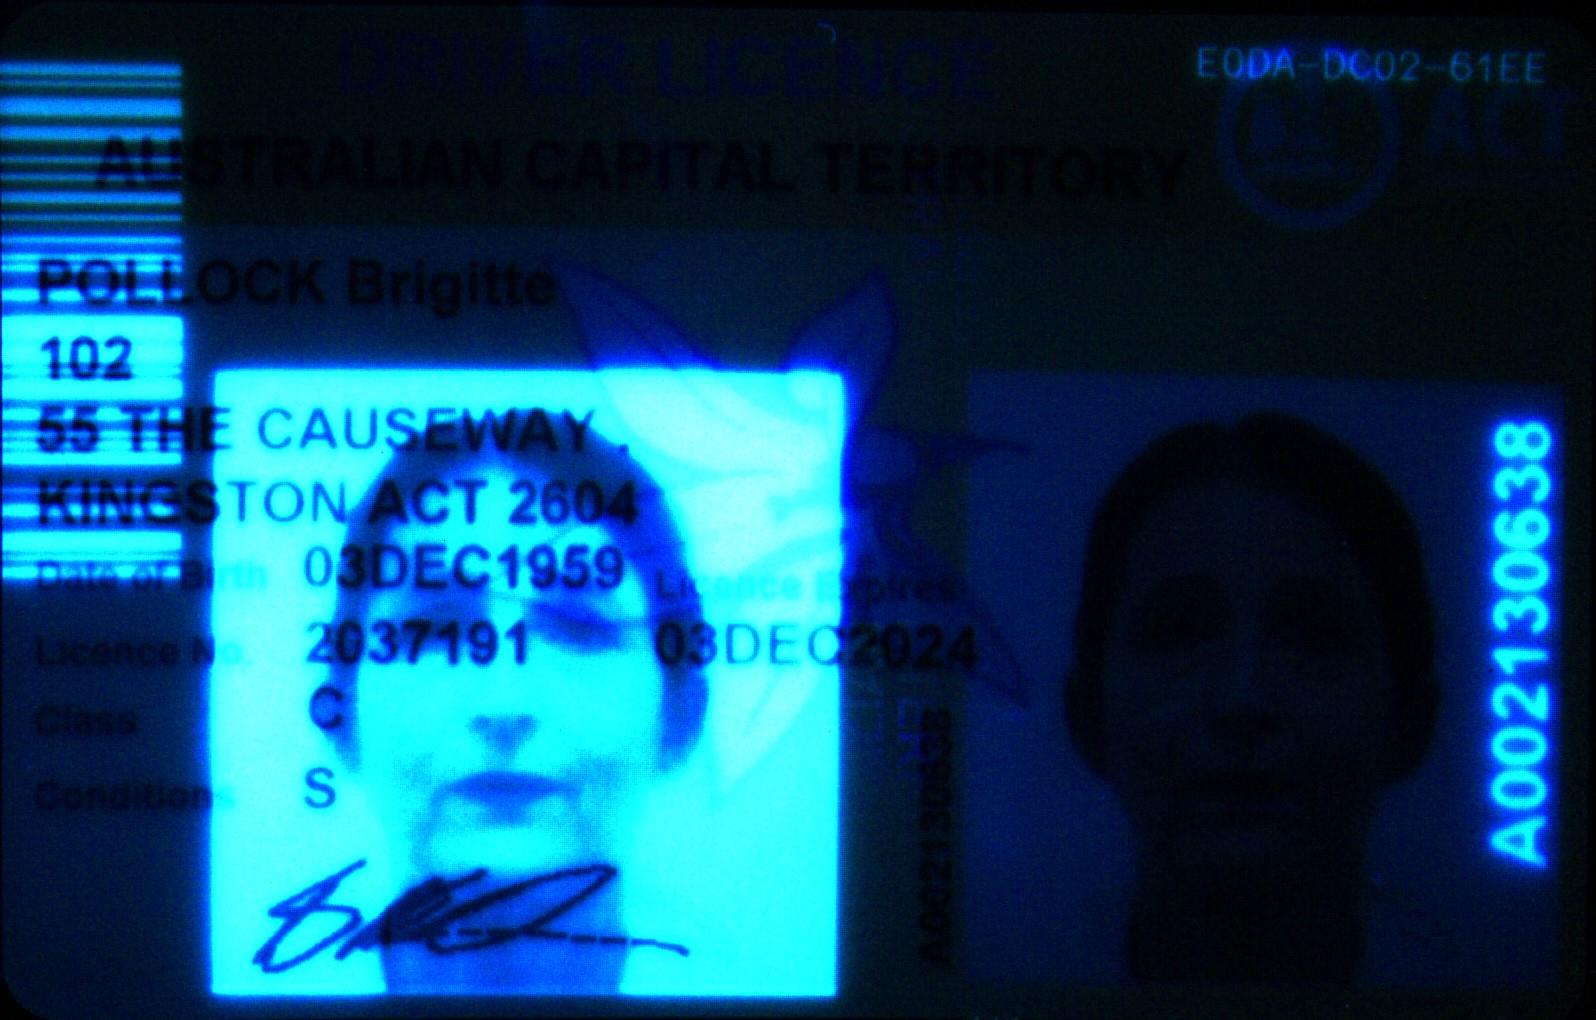 DRIVER LICENCE
E0DA-DC02-61EE
ACT
AUSTRALIAN CAPITAL TERRITORY
POLLOCK Brigitte
102
55 THE CAUSEWAY .
KINGSTON ACT 2604
Date of Birth 03DEC1959 Licence Expires
Licence No. 2037191 03DEC2024
Class C
Conditions S
A002130638
A002130638